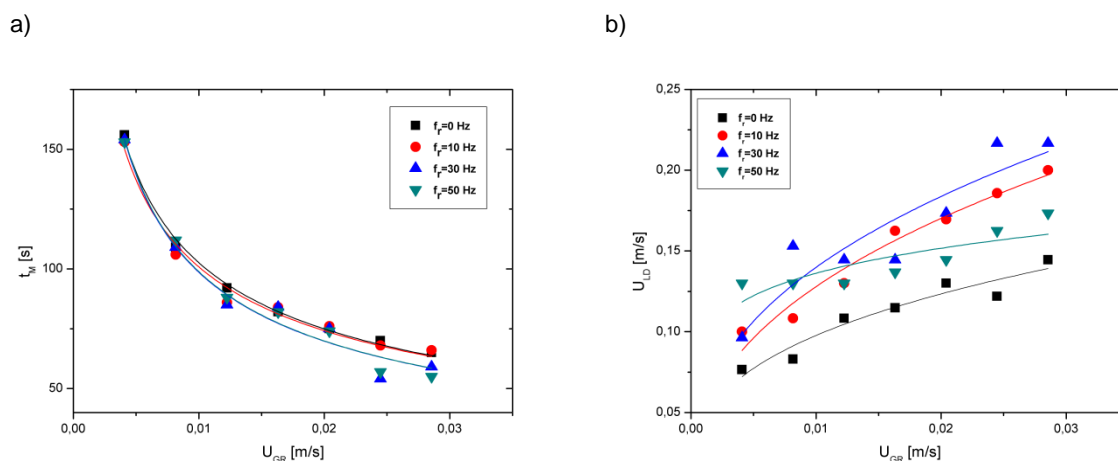 a)
b)
150
100
50
0,00
0,01
0,02
0,03
t_M [s]
U_GR [m/s]
f_r=0 Hz
f_r=10 Hz
f_r=30 Hz
f_r=50 Hz
0,25
0,20
0,15
0,10
0,05
0,00
0,01
0,02
0,03
U_LD [m/s]
U_GR [m/s]
f_r=0 Hz
f_r=10 Hz
f_r=30 Hz
f_r=50 Hz